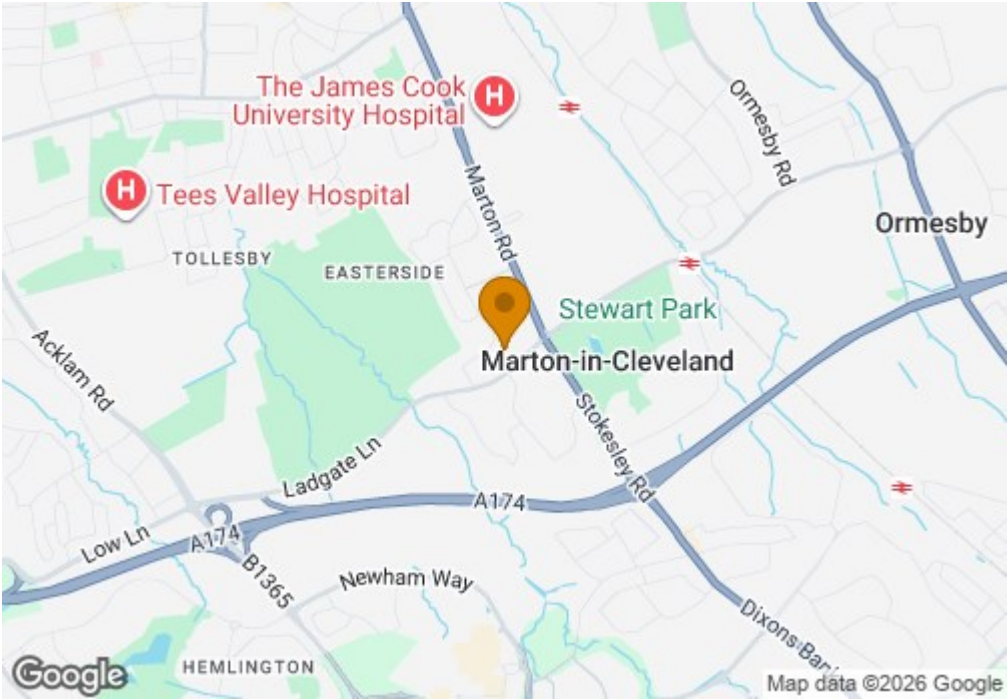 The James Cook
University Hospital
H
Ormesby Rd
H
Tees Valley Hospital
Marton Rd
Ormesby
TOLLESBY
EASTERSIDE
Stewart Park
Acklam Rd
Marton-in-Cleveland
Stokesley Rd
Ladgate Ln
A174
Low Ln
A174
B1365
Newham Way
Dixons Bank
HEMLINGTON
Google
Map data ©2026 Google